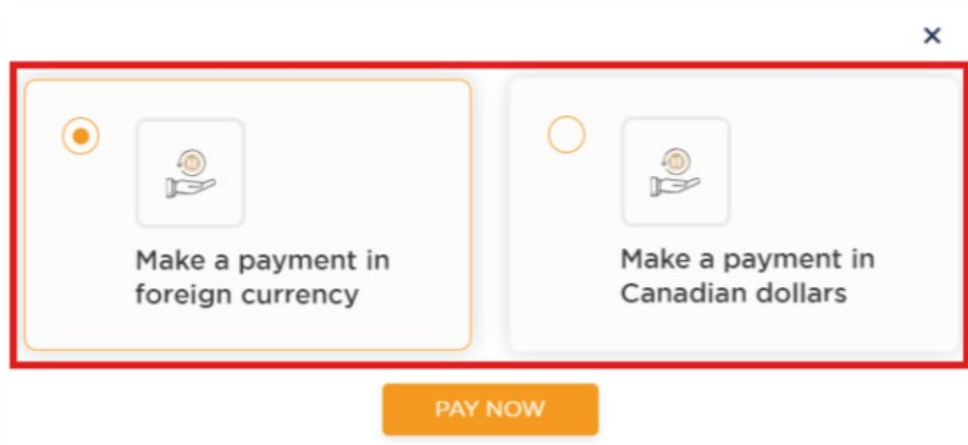 Make a payment in
foreign currency
Make a payment in
Canadian dollars
PAY NOW